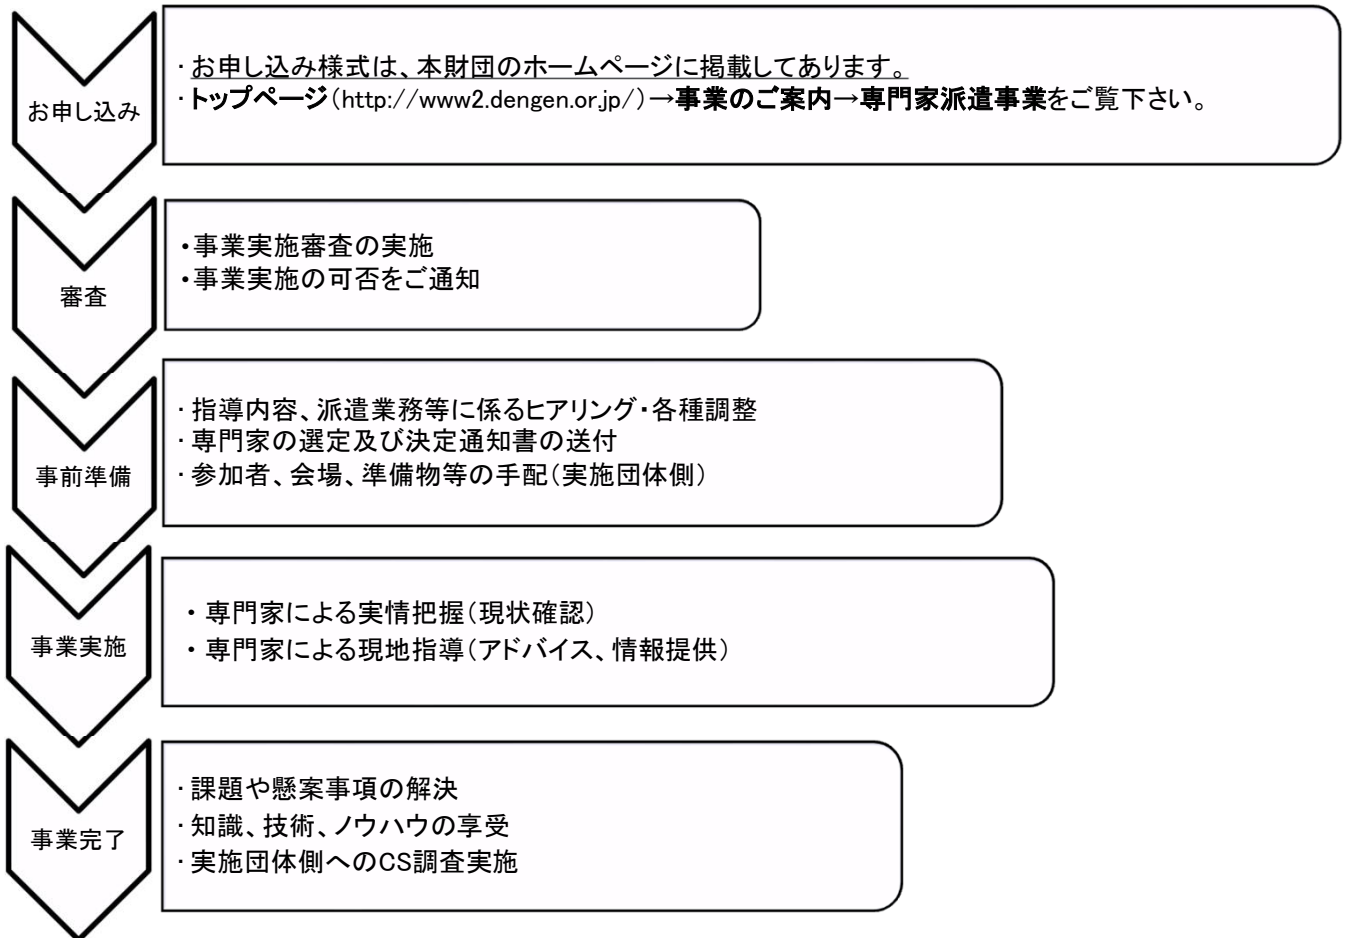 お申し込み
・お申し込み様式は、本財団のホームページに掲載してあります。
・トップページ(http://www2.dengen.or.jp/)→事業のご案内→専門家派遣事業をご覧下さい。
審査
・事業実施審査の実施
・事業実施の可否をご通知
事前準備
・指導内容、派遣業務等に係るヒアリング・各種調整
・専門家の選定及び決定通知書の送付
・参加者、会場、準備物等の手配(実施団体側)
事業実施
・専門家による実情把握(現状確認)
・専門家による現地指導(アドバイス、情報提供)
事業完了
・課題や懸案事項の解決
・知識、技術、ノウハウの享受
・実施団体側へのCS調査実施